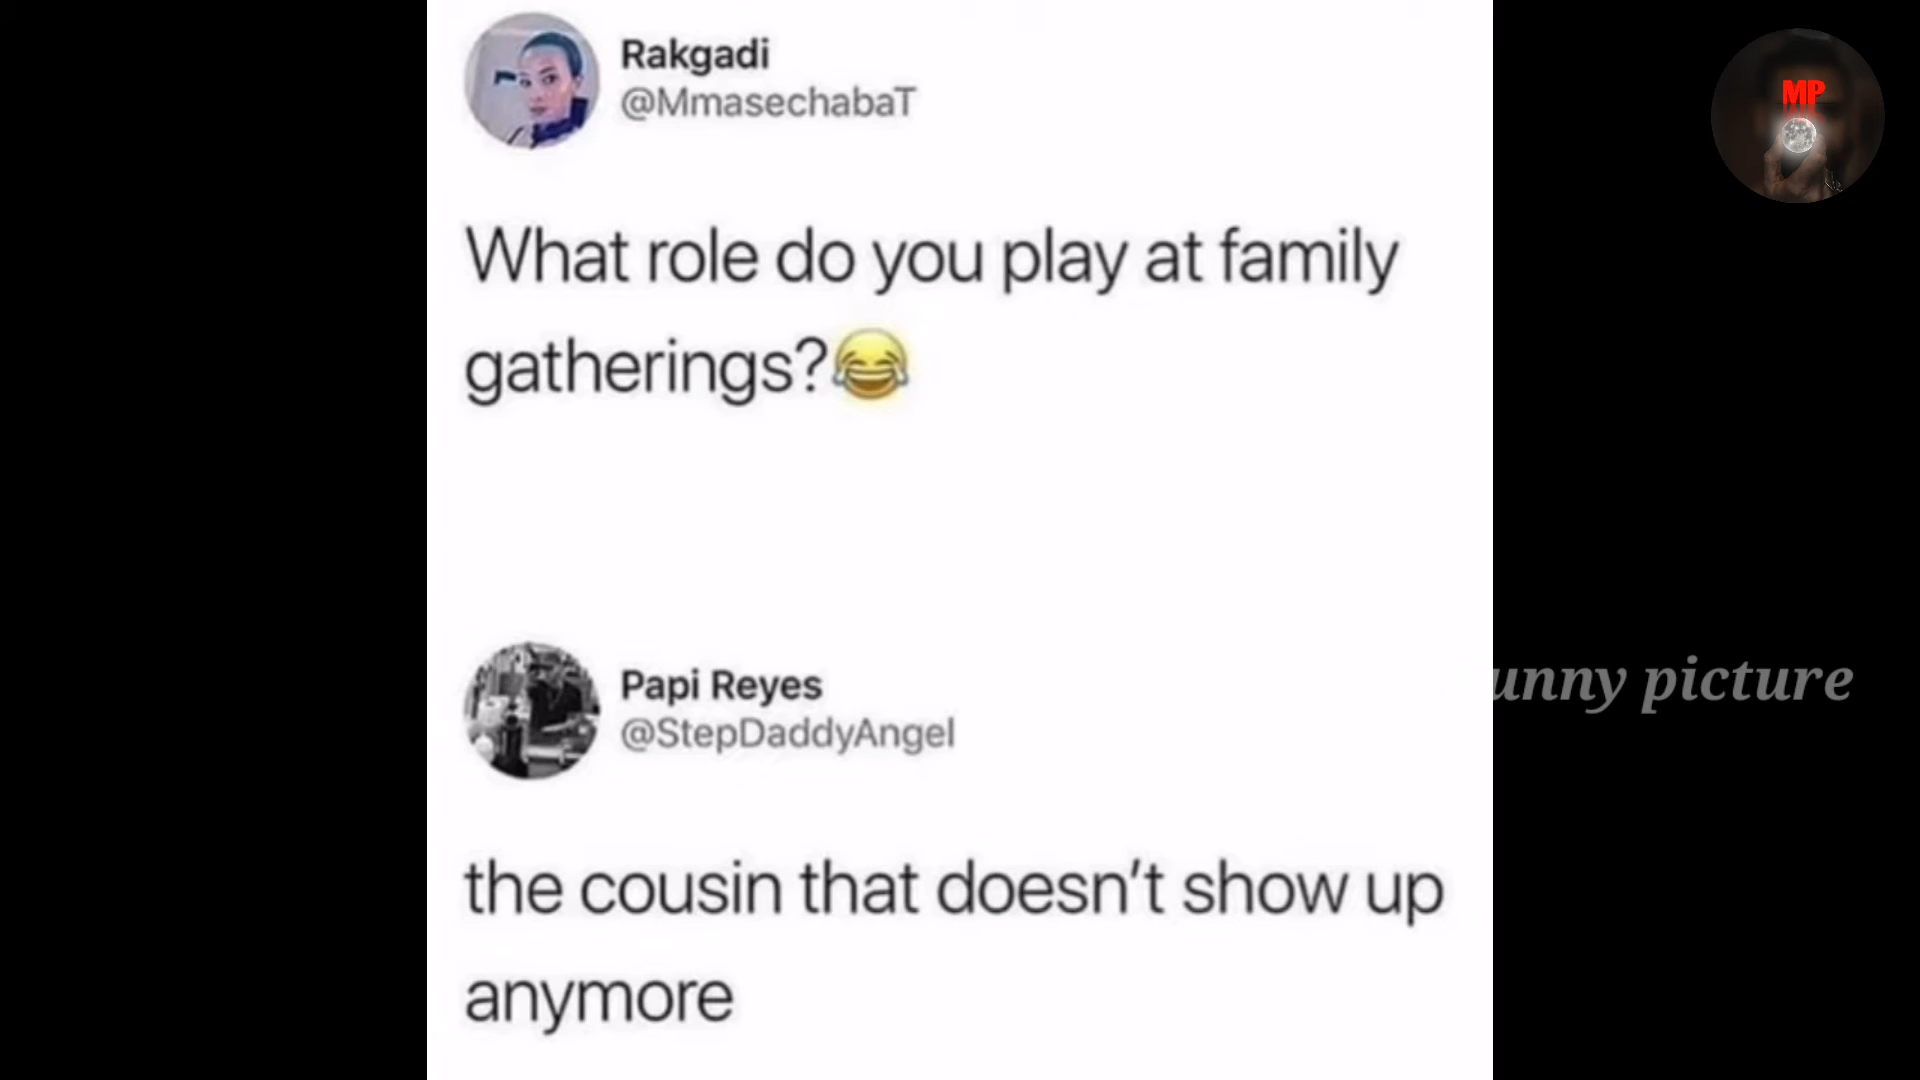 Rakgadi
@MmasechabaT
What role do you play at family
gatherings?😂
Papi Reyes
@StepDaddyAngel
the cousin that doesn't show up
anymore
MP
unny picture